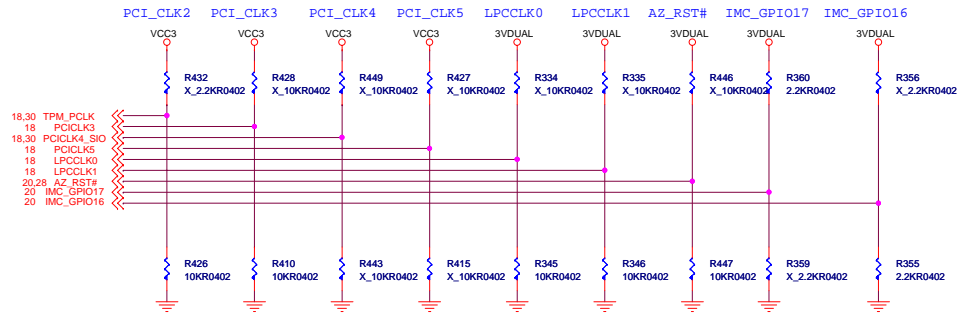 PCI_CLK2 PCI_CLK3 PCI_CLK4 PCI_CLK5 LPCCLK0 LPCCLK1 AZ_RST# IMC_GPIO17 IMC_GPIO16
VCC3 VCC3 VCC3 VCC3 3VDUAL 3VDUAL 3VDUAL 3VDUAL 3VDUAL
R432 R428 R449 R427 R334 R335 R446 R360 R356
X_2.2KR0402 X_10KR0402 X_10KR0402 X_10KR0402 X_10KR0402 X_10KR0402 X_10KR0402 2.2KR0402 X_2.2KR0402
18,30 TPM_PCLK
18 PCICLK3
18,30 PCICLK4_SIO
18 PCICLK5
18 LPCCLK0
18 LPCCLK1
20,28 AZ_RST#
20 IMC_GPIO17
20 IMC_GPIO16
R426 R410 R443 R415 R345 R346 R447 R359 R355
10KR0402 10KR0402 X_10KR0402 X_10KR0402 10KR0402 10KR0402 10KR0402 X_2.2KR0402 2.2KR0402